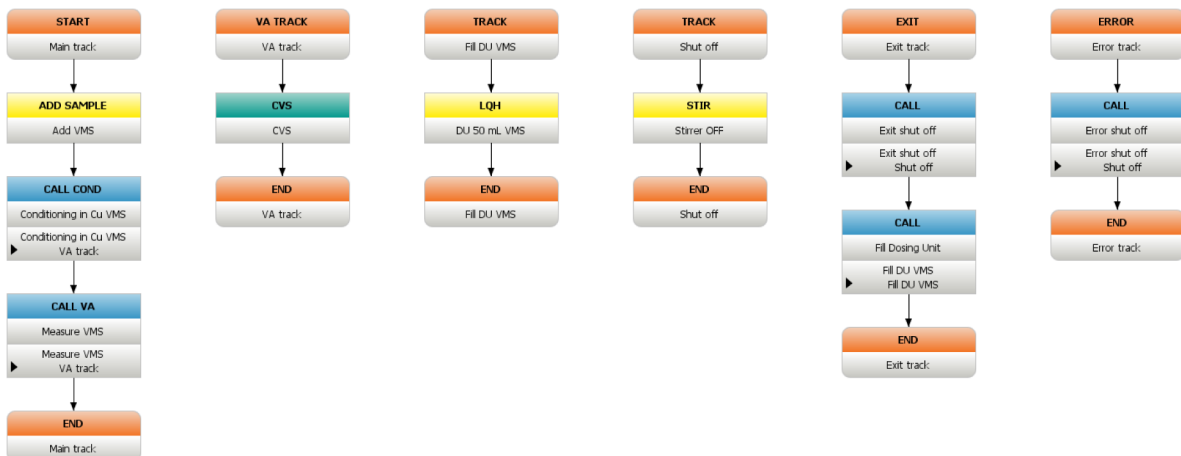 START
Main track
ADD SAMPLE
Add VMS
CALL COND
Conditioning in Cu VMS
Conditioning in Cu VMS
VA track
CALL VA
Measure VMS
Measure VMS
VA track
END
Main track
VA TRACK
VA track
CVS
CVS
END
VA track
TRACK
Fill DU VMS
LQH
DU 50 mL VMS
END
Fill DU VMS
TRACK
Shut off
STIR
Stirrer OFF
END
Shut off
EXIT
Exit track
CALL
Exit shut off
Exit shut off
Shut off
CALL
Fill Dosing Unit
Fill DU VMS
Fill DU VMS
END
Exit track
ERROR
Error track
CALL
Error shut off
Error shut off
Shut off
END
Error track